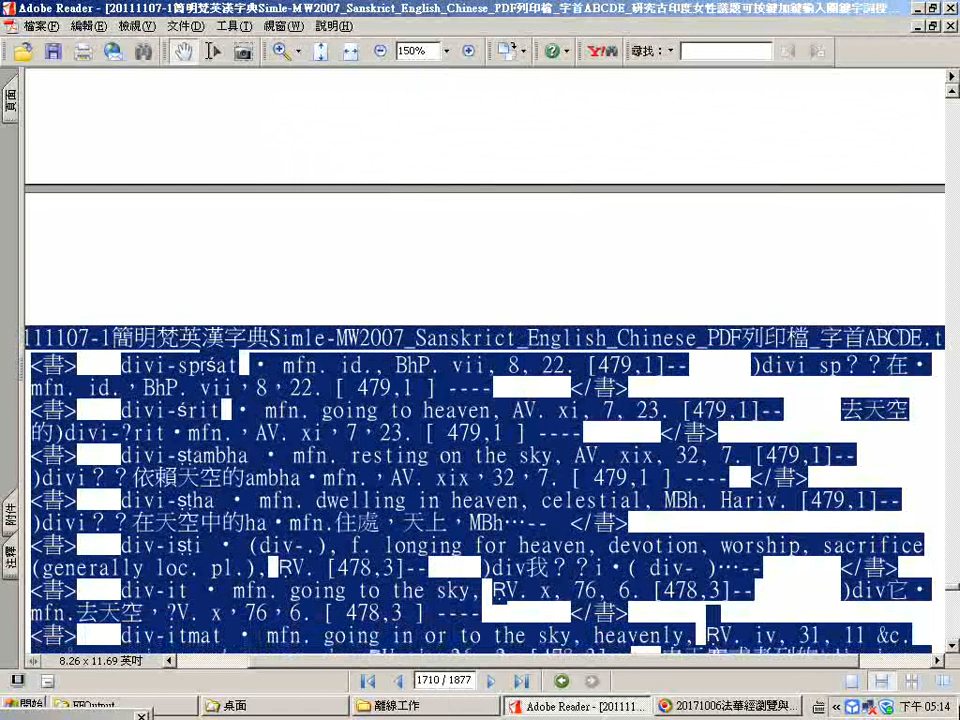 Adobe Reader - [20111107-1簡明梵英漢字典Simle-MW2007_Sanskrict_English_Chinese_PDF列印檔_字首ABCDE_研究古印度女性議題可按鍵加鍵輸入關鍵字詞搜...
檔案(F) 編輯(E) 檢視(V) 文件(D) 工具(T) 視窗(W) 說明(H)
150% Y! 尋找：
頁面
111107-1簡明梵英漢字典Simle-MW2007_Sanskrict_English_Chinese_PDF列印檔_字首ABCDE.t
<書> divi-spṛśat • mfn. id., BhP. vii, 8, 22. [479,1]-- )divi sp？？在•
mfn. id.，BhP. vii，8，22. [ 479,1 ] ---- </書>
<書> divi-śrit • mfn. going to heaven, AV. xi, 7, 23. [479,1]-- 去天空
的)divi-?rit•mfn.，AV. xi，7，23. [ 479,1 ] ---- </書>
<書> divi-ṣṭambha • mfn. resting on the sky, AV. xix, 32, 7. [479,1]--
)divi？？依賴天空的ambha•mfn.，AV. xix，32，7. [ 479,1 ] ---- </書>
<書> divi-ṣṭha • mfn. dwelling in heaven, celestial, MBh. Hariv. [479,1]--
)divi？？在天空中的ha•mfn.住處，天上，MBh…-- </書>
<書> div-iṣṭi • (div-.), f. longing for heaven, devotion, worship, sacrifice
(generally loc. pl.), RV. [478,3]-- )div我？？i•( div- )…-- </書>
<書> div-it • mfn. going to the sky, RV. x, 76, 6. [478,3]-- )div它•
mfn.去天空，?V. x，76，6. [ 478,3 ] ---- </書>
<書> div-itmat • mfn. going in or to the sky, heavenly, RV. iv, 31, 11 &c.
附件
注釋
8.26 x 11.69 英吋
1710 / 1877
開始 FFOutput 桌面 離線工作 Adobe Reader - [201111... 20171006法華經瀏覽與... 下午 05:14